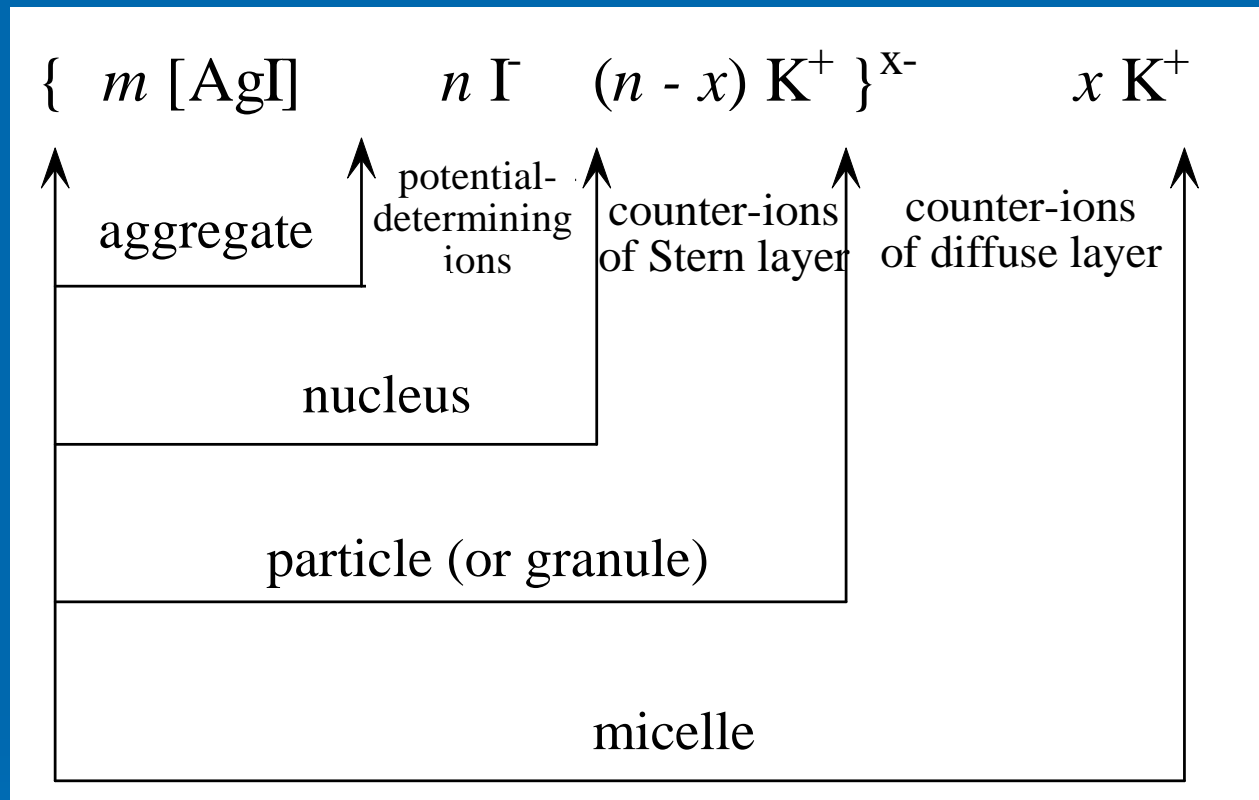 { m [AgI] n I⁻ (n - x) K⁺ }ˣ⁻ x K⁺
aggregate
potential-
determining
ions
counter-ions
of Stern layer
counter-ions
of diffuse layer
nucleus
particle (or granule)
micelle